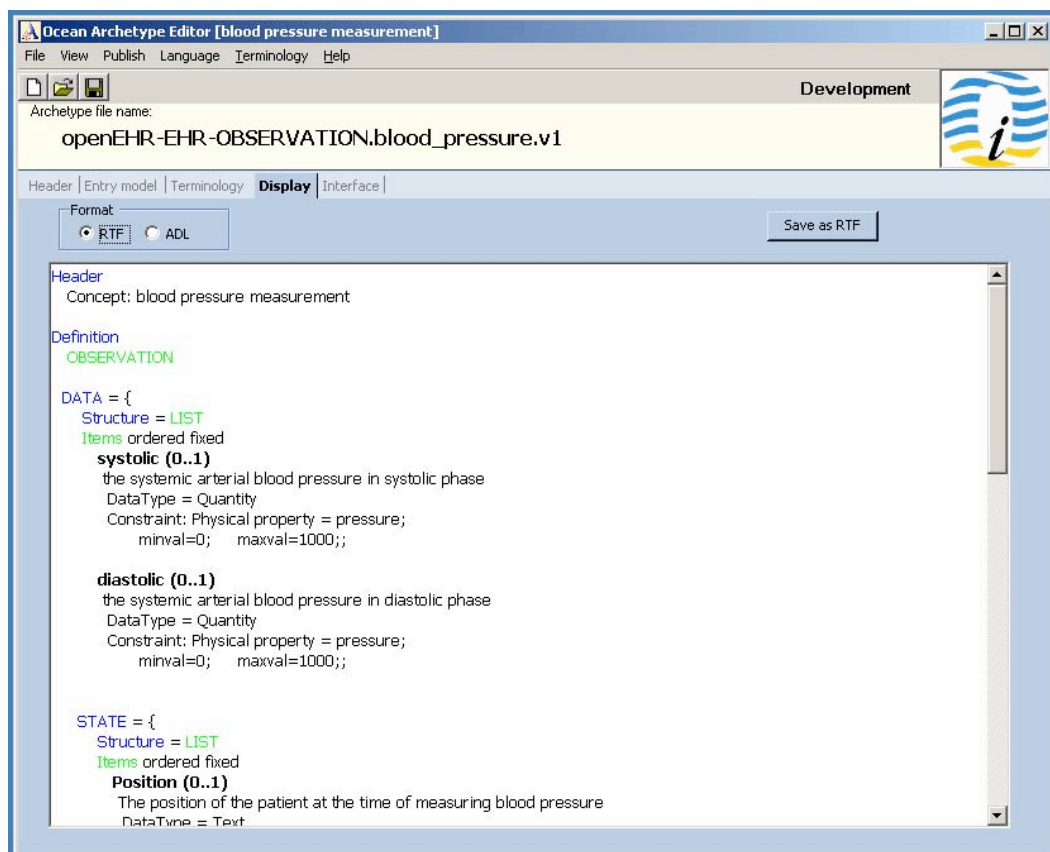 Ocean Archetype Editor [blood pressure measurement]
File View Publish Language Terminology Help
Development
Archetype file name:
openEHR-EHR-OBSERVATION.blood_pressure.v1
Header Entry model Terminology Display Interface
Format
RTF ADL
Save as RTF
Header
Concept: blood pressure measurement
Definition
OBSERVATION
DATA = {
Structure = LIST
Items ordered fixed
systolic (0..1)
the systemic arterial blood pressure in systolic phase
DataType = Quantity
Constraint: Physical property = pressure;
minval=0; maxval=1000;;
diastolic (0..1)
the systemic arterial blood pressure in diastolic phase
DataType = Quantity
Constraint: Physical property = pressure;
minval=0; maxval=1000;;
STATE = {
Structure = LIST
Items ordered fixed
Position (0..1)
The position of the patient at the time of measuring blood pressure
DataType = Text